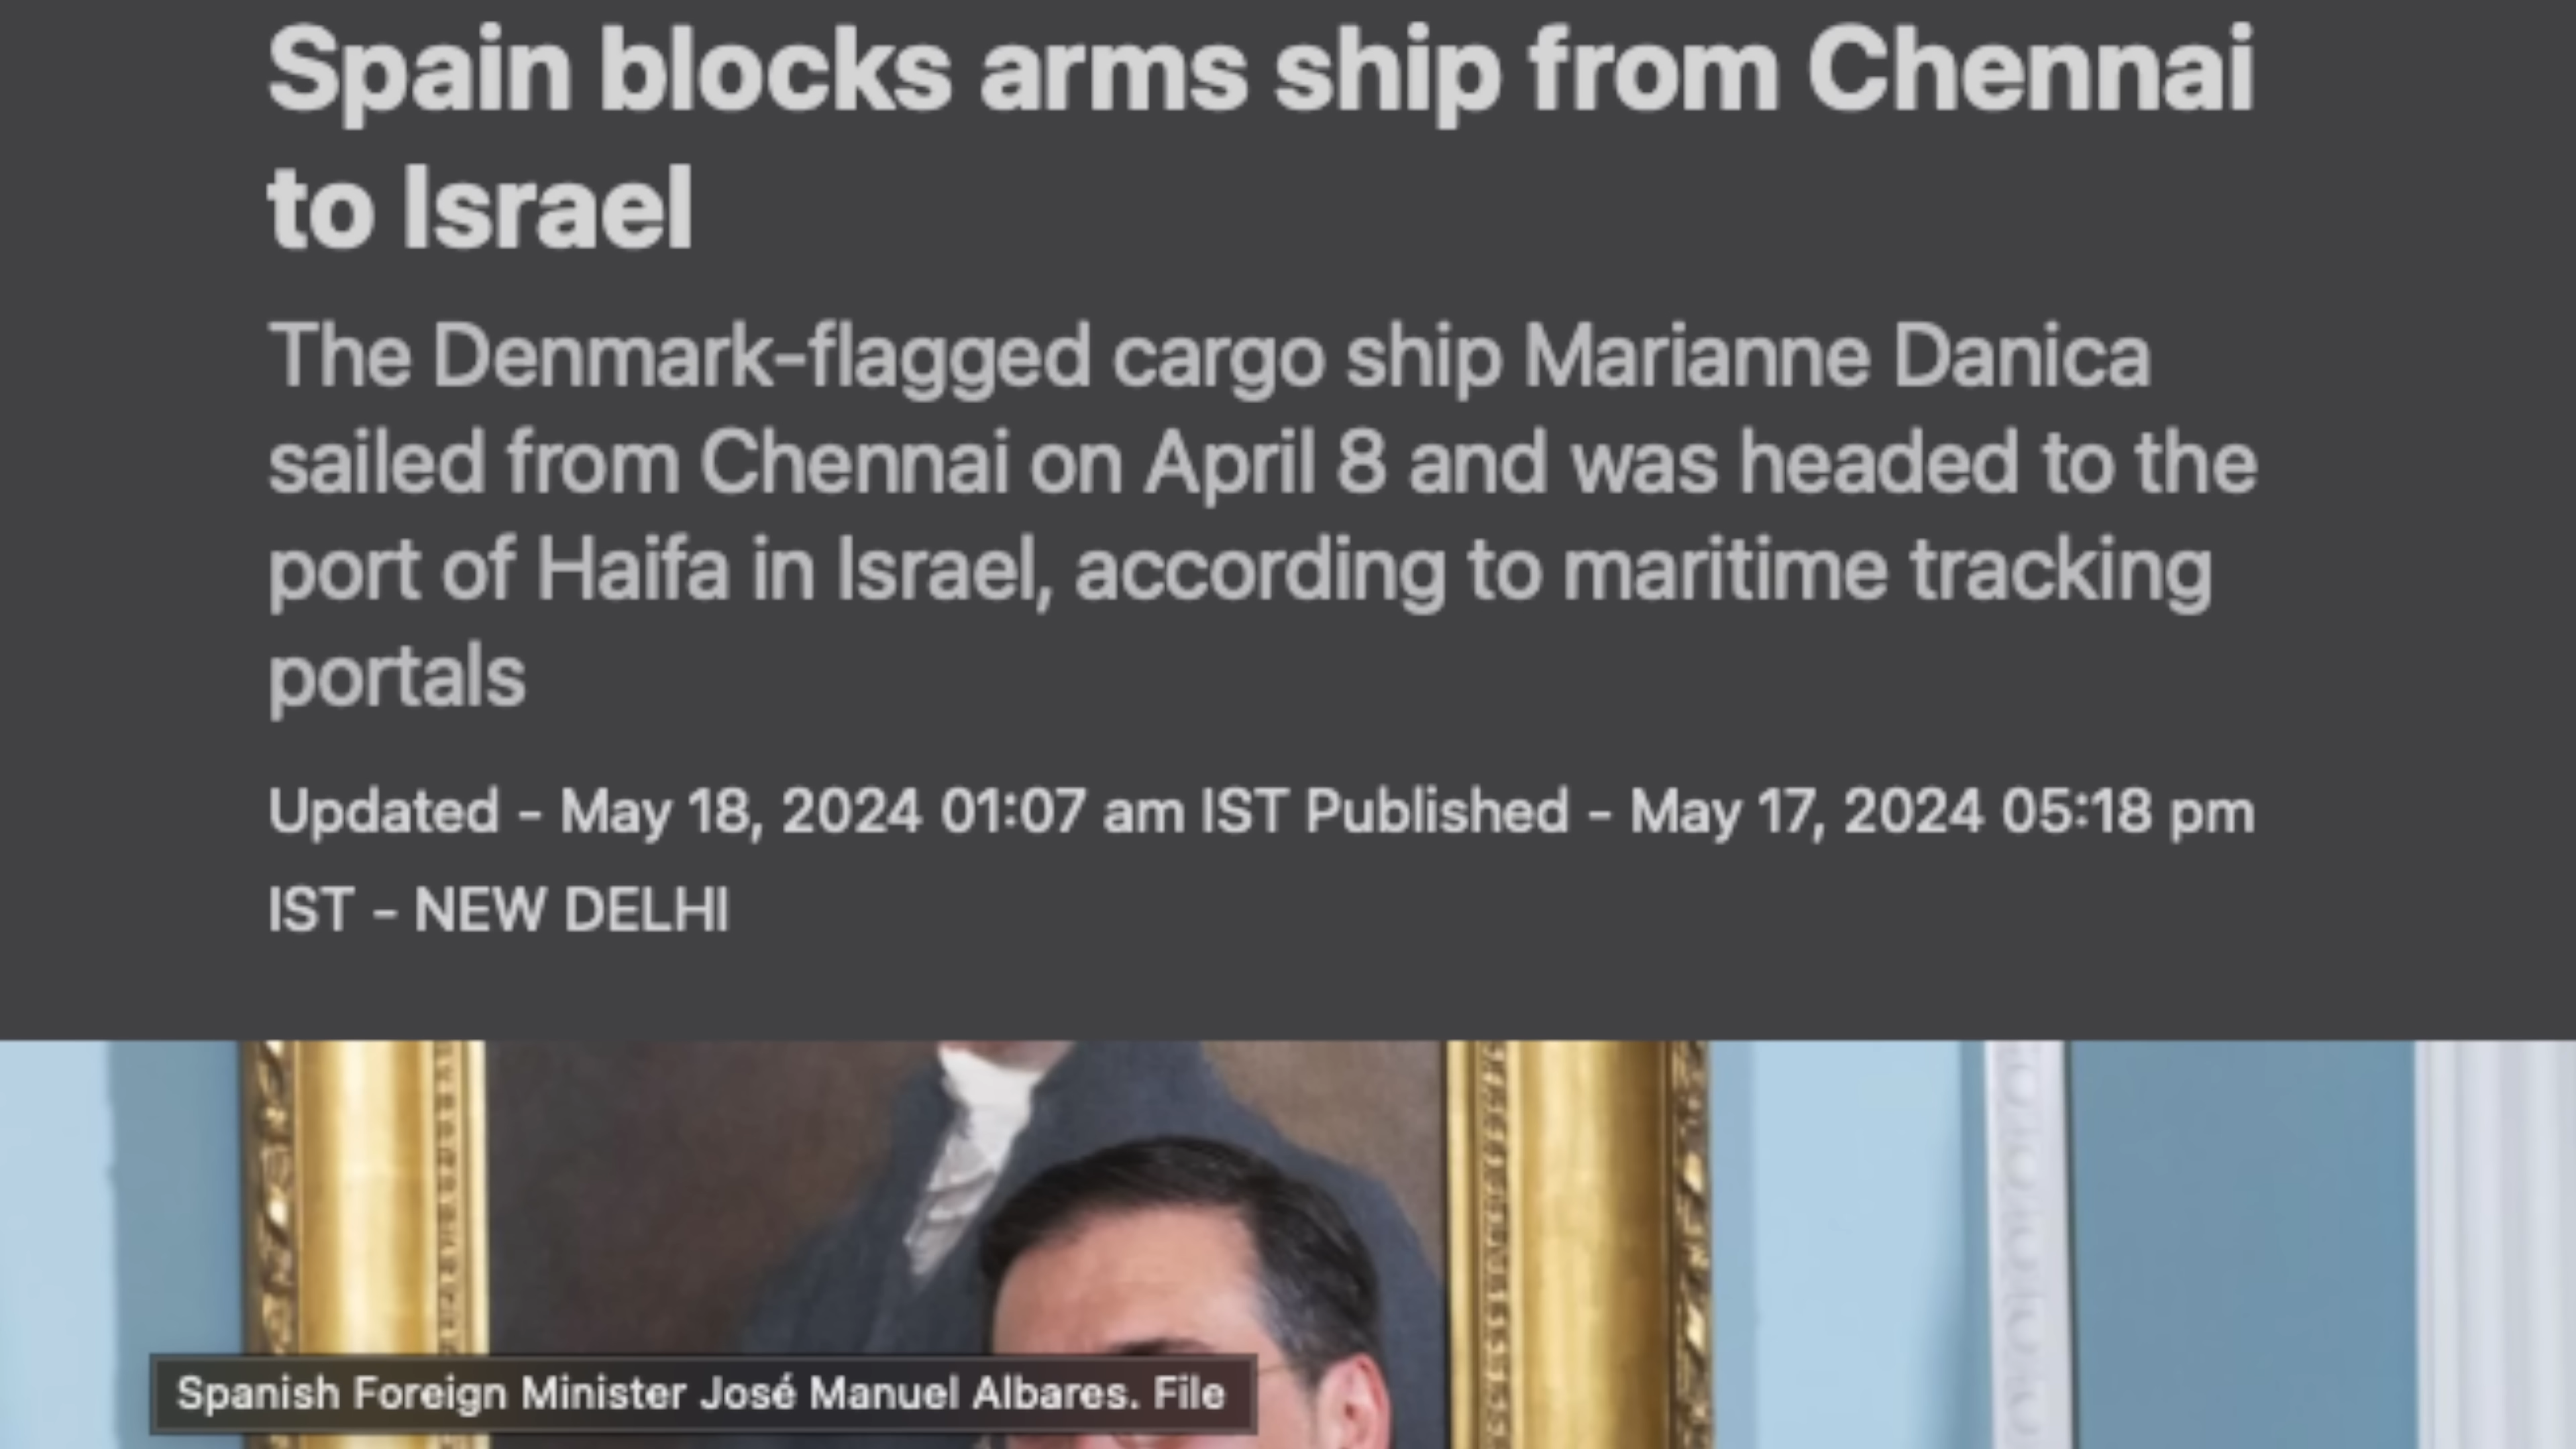 Spain blocks arms ship from Chennai
to Israel
The Denmark-flagged cargo ship Marianne Danica
sailed from Chennai on April 8 and was headed to the
port of Haifa in Israel, according to maritime tracking
portals
Updated - May 18, 2024 01:07 am IST Published - May 17, 2024 05:18 pm
IST - NEW DELHI
Spanish Foreign Minister José Manuel Albares. File